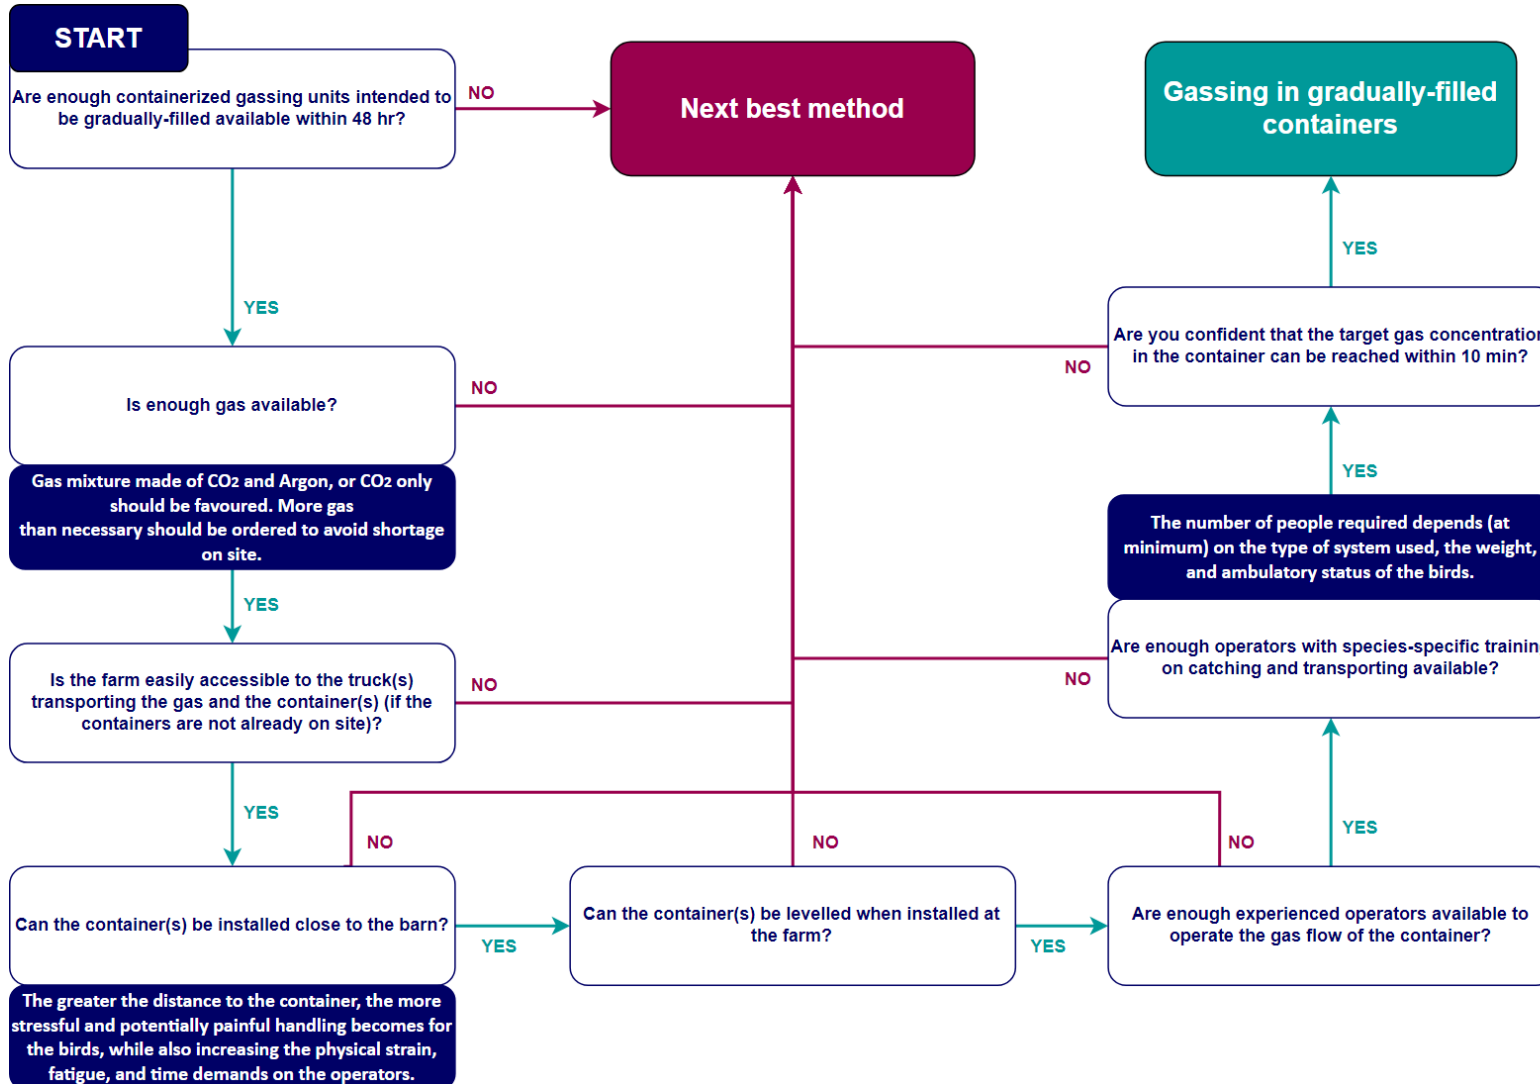 START
Are enough containerized gassing units intended to
be gradually-filled available within 48 hr?
NO
Next best method
Gassing in gradually-filled
containers
YES
YES
Are you confident that the target gas concentration
in the container can be reached within 10 min?
NO
Is enough gas available?
NO
Gas mixture made of CO2 and Argon, or CO2 only
should be favoured. More gas
than necessary should be ordered to avoid shortage
on site.
YES
The number of people required depends (at
minimum) on the type of system used, the weight,
and ambulatory status of the birds.
YES
Are enough operators with species-specific training
on catching and transporting available?
NO
Is the farm easily accessible to the truck(s)
transporting the gas and the container(s) (if the
containers are not already on site)?
NO
YES
YES
NO
NO
NO
Can the container(s) be installed close to the barn?
YES
Can the container(s) be levelled when installed at
the farm?
YES
Are enough experienced operators available to
operate the gas flow of the container?
The greater the distance to the container, the more
stressful and potentially painful handling becomes for
the birds, while also increasing the physical strain,
fatigue, and time demands on the operators.